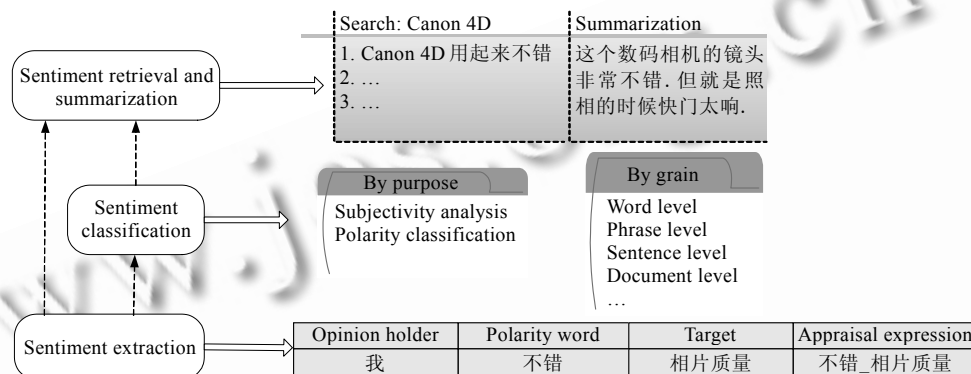 Search: Canon 4D
Summarization
1. Canon 4D 用起来不错
2. …
3. …
这个数码相机的镜头
非常不错. 但就是照
相的时候快门太响.
Sentiment retrieval and
summarization
By purpose
Subjectivity analysis
Polarity classification
By grain
Word level
Phrase level
Sentence level
Document level
…
Sentiment
classification
Sentiment extraction
Opinion holder
Polarity word
Target
Appraisal expression
我
不错
相片质量
不错_相片质量